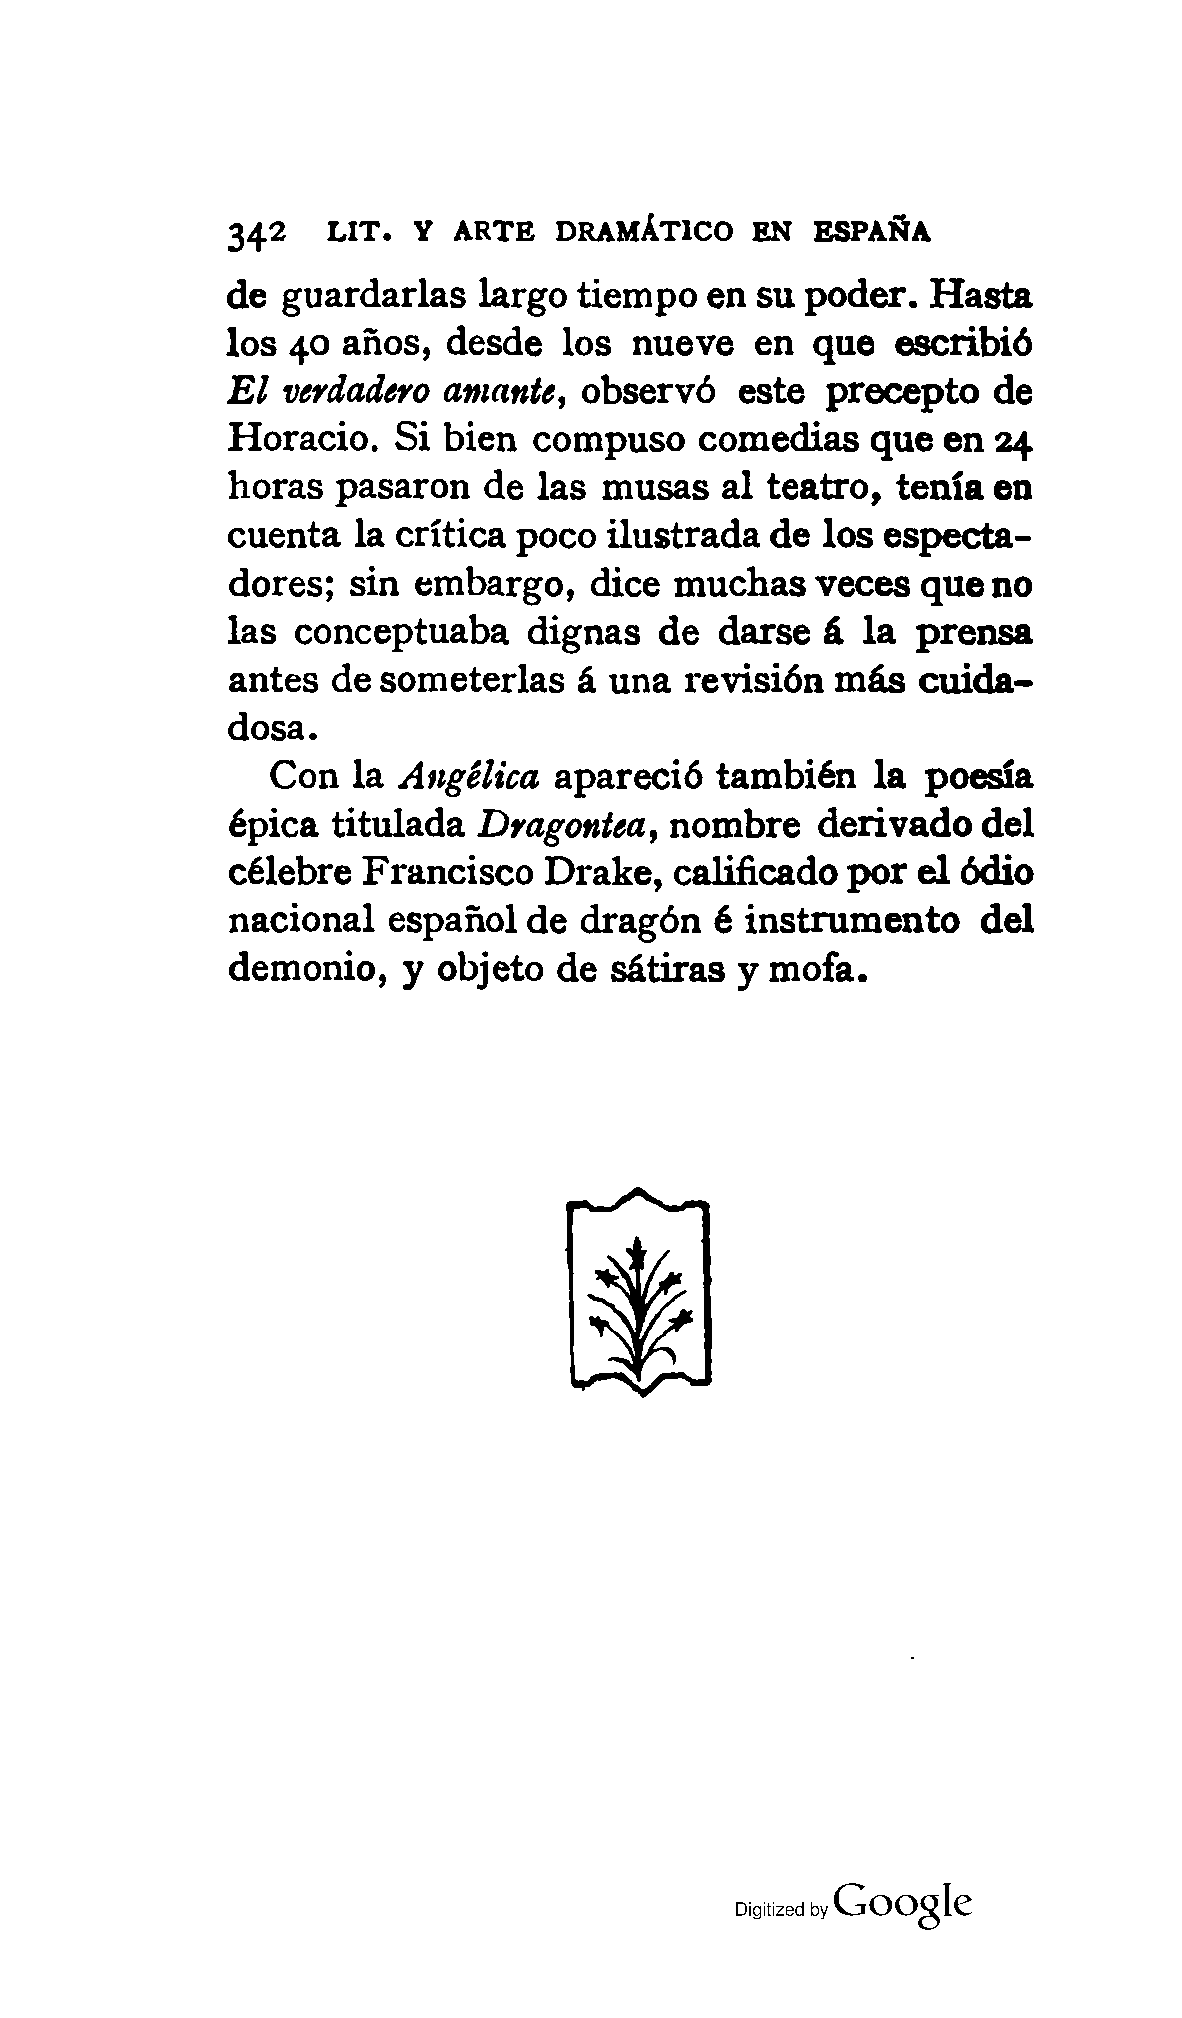 342 LIT. Y ARTE DRAMÁTICO EN ESPAÑA
de guardarlas largo tiempo en su poder. Hasta
los 40 años, desde los nueve en que escribió
El verdadero amante, observó este precepto de
Horacio. Si bien compuso comedias que en 24
horas pasaron de las musas al teatro, tenía en
cuenta la crítica poco ilustrada de los especta-
dores; sin embargo, dice muchas veces que no
las conceptuaba dignas de darse á la prensa
antes de someterlas á una revisión más cuida-
dosa.
Con la Angélica apareció también la poesía
épica titulada Dragontea, nombre derivado del
célebre Francisco Drake, calificado por el ódio
nacional español de dragón é instrumento del
demonio, y objeto de sátiras y mofa.
Digitized by Google